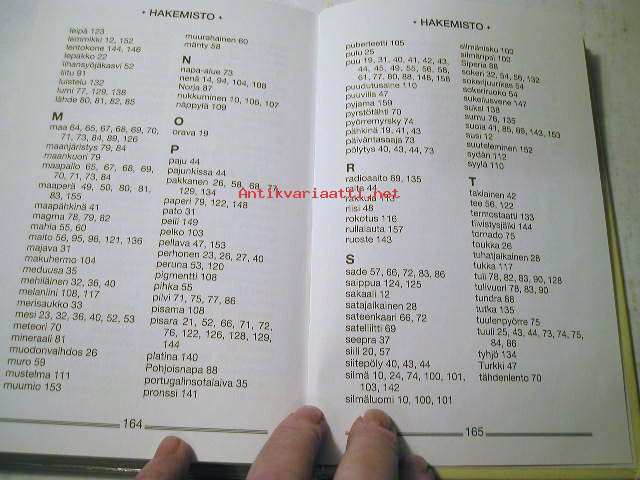 • HAKEMISTO •
leipä 123
lemmikki 12, 152
lentokone 144, 146
lepakko 22
lihansyöjäkasvi 52
liitu 91
luistelu 132
lumi 77, 129, 138
lähde 80, 81, 82, 85
M
maa 64, 65, 67, 68, 69, 70,
71, 73, 84, 89, 126
maanjäristys 79, 84
maankuori 79
maapallo 65, 67, 68, 69,
70, 71, 73, 84
maaperä 49, 50, 80, 81,
83, 155
maapähkinä 41
magma 78, 79, 82
mahla 55, 60
maito 56, 95, 96, 121, 136
majava 31
makuhermo 104
meduusa 35
mehiläinen 32, 36, 40
melaniini 108, 117
merisaukko 33
mesi 23, 32, 36, 40, 52, 53
meteori 70
mineraali 81
muodonvaihdos 26
muro 59
mustelma 111
muumio 153
muurahainen 60
mänty 58
N
napa-alue 73
nenä 14, 94, 104, 108
Norja 87
nukkuminen 10, 106, 107
näppylä 109
O
orava 19
P
paju 44
pajunkissa 44
pakkanen 26, 58, 68, 77,
129, 134
paperi 79, 122, 148
pato 31
peili 149
pelko 103
pellava 47, 153
perhonen 23, 26, 27, 40
peruna 53, 120
pigmentti 108
pihka 55
pilvi 71, 75, 77, 86
pisama 108
pisara 21, 52, 66, 71, 72,
76, 122, 126, 128, 129,
144
platina 140
Pohjoisnapa 88
portugalinsotalaiva 35
pronssi 141
164
• HAKEMISTO •
puberteetti 105
pulu 25
puu 19, 31, 40, 41, 42, 43,
44, 45, 49, 55, 56, 58,
61, 77, 80, 88, 148, 156
puudutusaine 110
puuvilla 47
pyjama 159
pyrstötähti 70
pyörremyrsky 74
pähkinä 19, 41, 43
päiväntasaaja 73
pölytys 40, 43, 44, 73
R
radioaalto 69, 135
raita 44
rakkula 113
riisi 48
rokotus 116
rullalauta 157
ruoste 143
S
sade 57, 66, 72, 83, 86
saippua 124, 125
sakaali 12
satajalkainen 28
sateenkaari 66, 72
satelliitti 69
seepra 37
siili 20, 57
siitepöly 40, 43, 44
silmä 10, 24, 74, 100, 101,
103, 142
silmäluomi 10, 100, 101
silmänisku 102
silmäripsi 103
Siperia 88
sokeri 32, 54, 56, 132
sokerijuurikas 54
sokeriruoko 54
sukellusvene 147
suksi 138
sumu 76, 135
suola 41, 85, 86, 143, 153
susi 12
suuteleminen 152
sydän 112
syylä 110
T
taklainen 42
tee 56, 122
termostaatti 133
tiivistysjälki 144
tornado 75
toukka 26
tuhatjalkainen 28
tukka 117
tuli 78, 82, 83, 90, 128
tulivuori 78, 83, 90
tundra 88
tutka 135
tuulenpyörre 75
tuuli 25, 43, 44, 73, 74, 75,
84, 86
tyhjö 134
Turkki 47
tähdenlento 70
165
Antikvariaatti.net